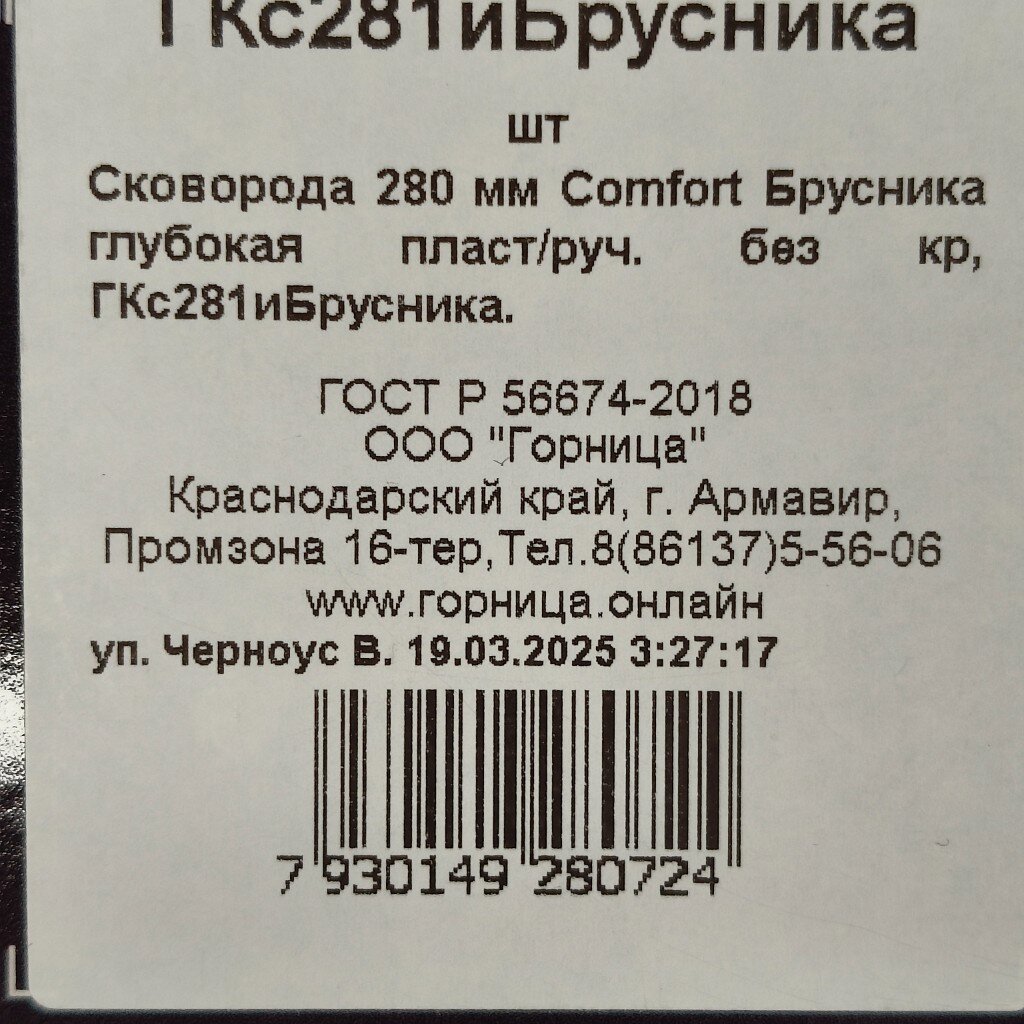 ГКс281иБрусника
шт
Сковорода 280 мм Comfort Брусника
глубокая пласт/руч. без кр,
ГКс281иБрусника.
ГОСТ Р 56674-2018
ООО "Горница"
Краснодарский край, г. Армавир,
Промзона 16-тер,Тел.8(86137)5-56-06
www.горница.онлайн
уп. Черноус В. 19.03.2025 3:27:17
7 930149 280724